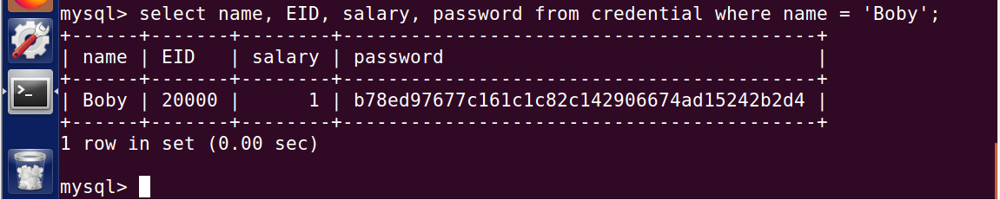 mysql> select name, EID, salary, password from credential where name = 'Boby';
+------+-------+--------+------------------------------------------+
| name | EID   | salary | password                                 |
+------+-------+--------+------------------------------------------+
| Boby | 20000 |      1 | b78ed97677c161c1c82c142906674ad15242b2d4 |
+------+-------+--------+------------------------------------------+
1 row in set (0.00 sec)
mysql>